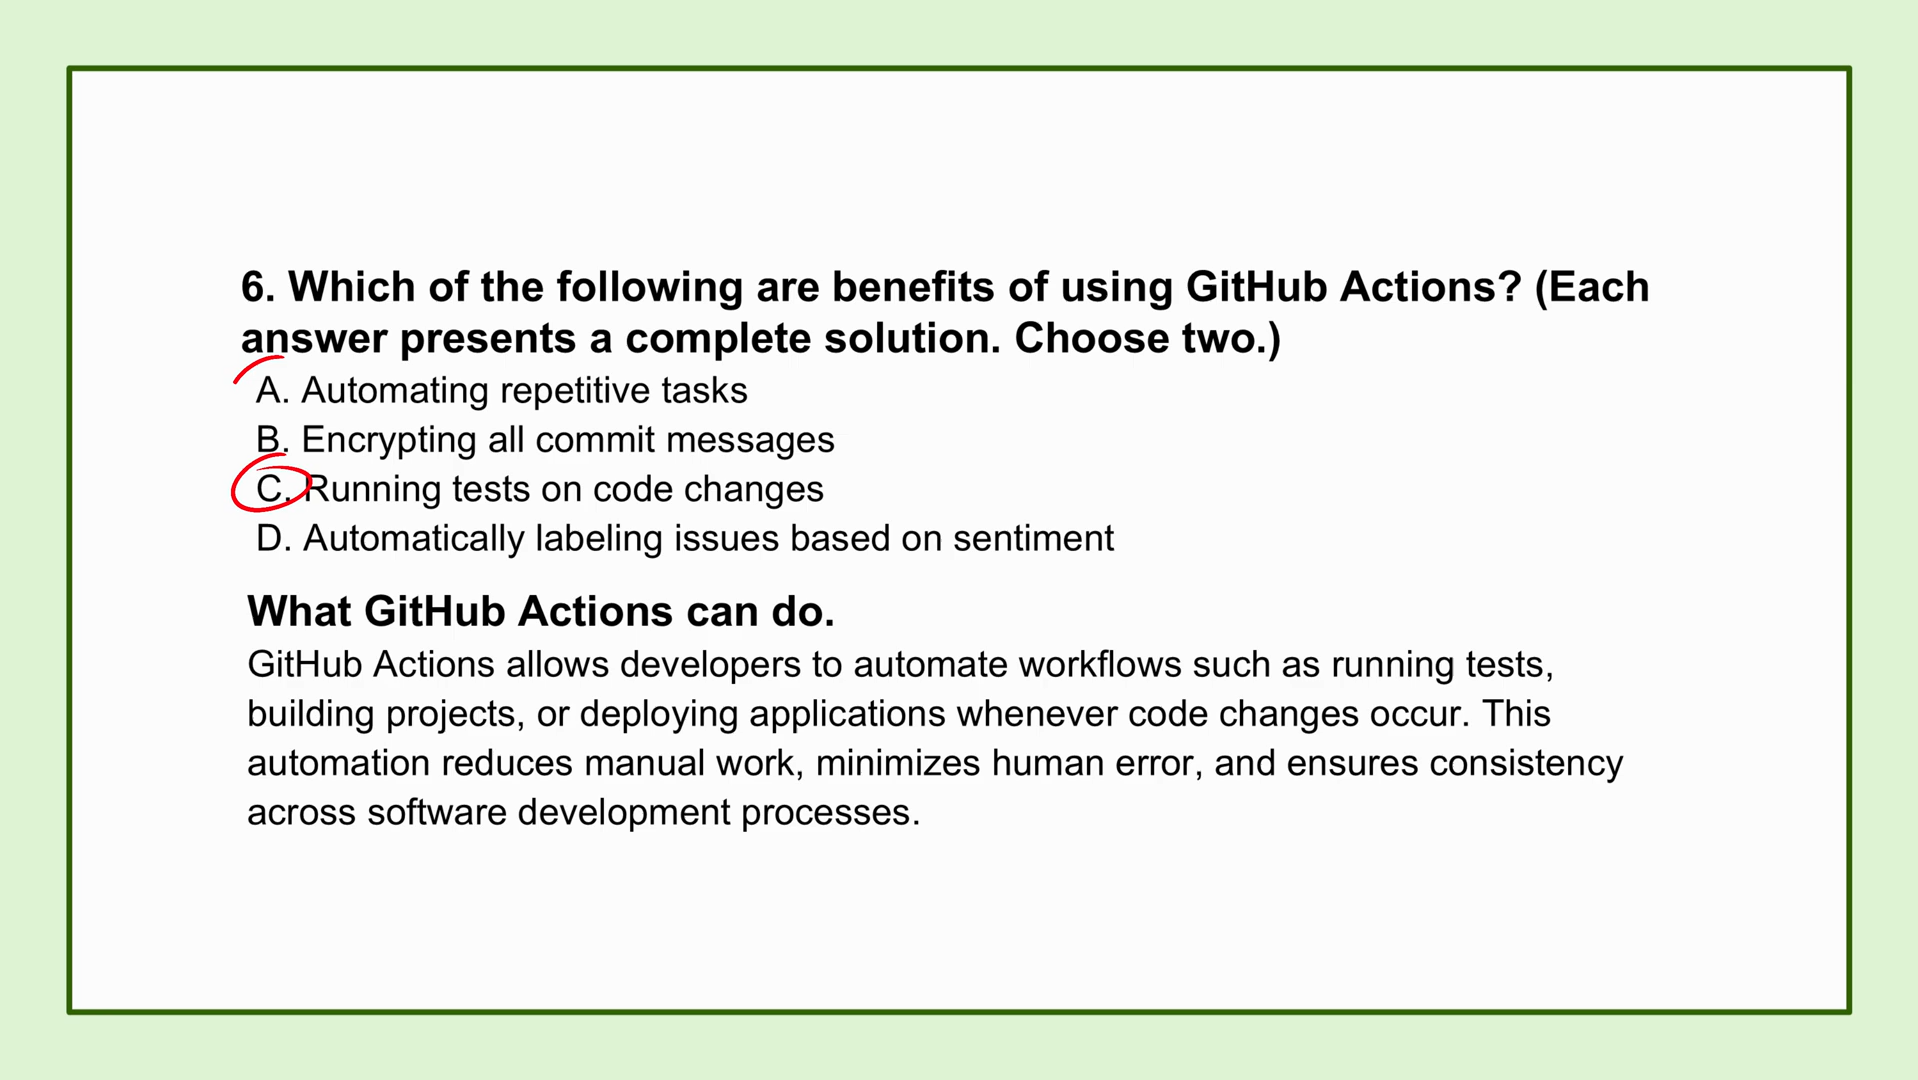 6. Which of the following are benefits of using GitHub Actions? (Each
answer presents a complete solution. Choose two.)
A. Automating repetitive tasks
B. Encrypting all commit messages
C. Running tests on code changes
D. Automatically labeling issues based on sentiment
What GitHub Actions can do.
GitHub Actions allows developers to automate workflows such as running tests,
building projects, or deploying applications whenever code changes occur. This
automation reduces manual work, minimizes human error, and ensures consistency
across software development processes.